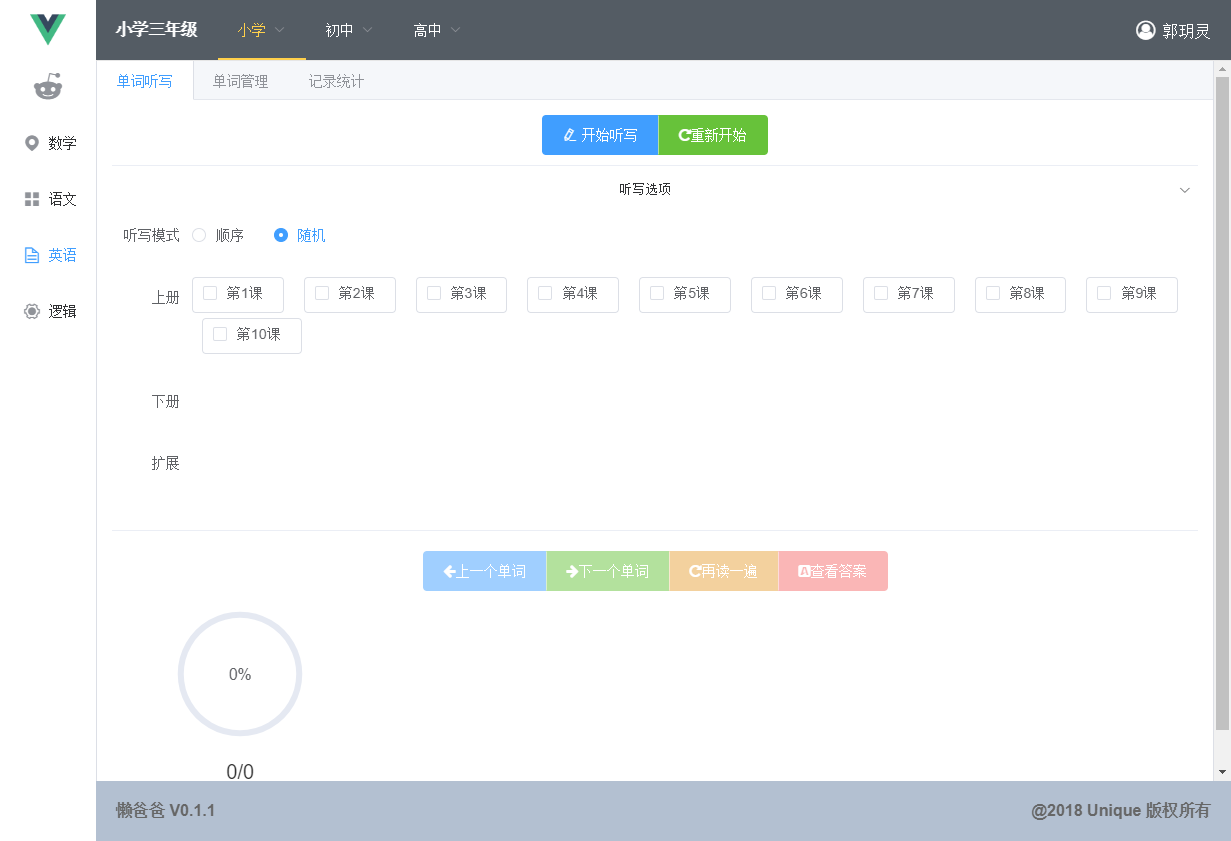 小学三年级 小学 初中 高中 郭玥灵
单词听写 单词管理 记录统计
开始听写 重新开始
数学
听写选项
语文
听写模式 顺序 随机
英语
上册 第1课 第2课 第3课 第4课 第5课 第6课 第7课 第8课 第9课
逻辑
第10课
下册
扩展
上一个单词 下一个单词 再读一遍 A查看答案
0%
0/0
懒爸爸 V0.1.1 @2018 Unique 版权所有